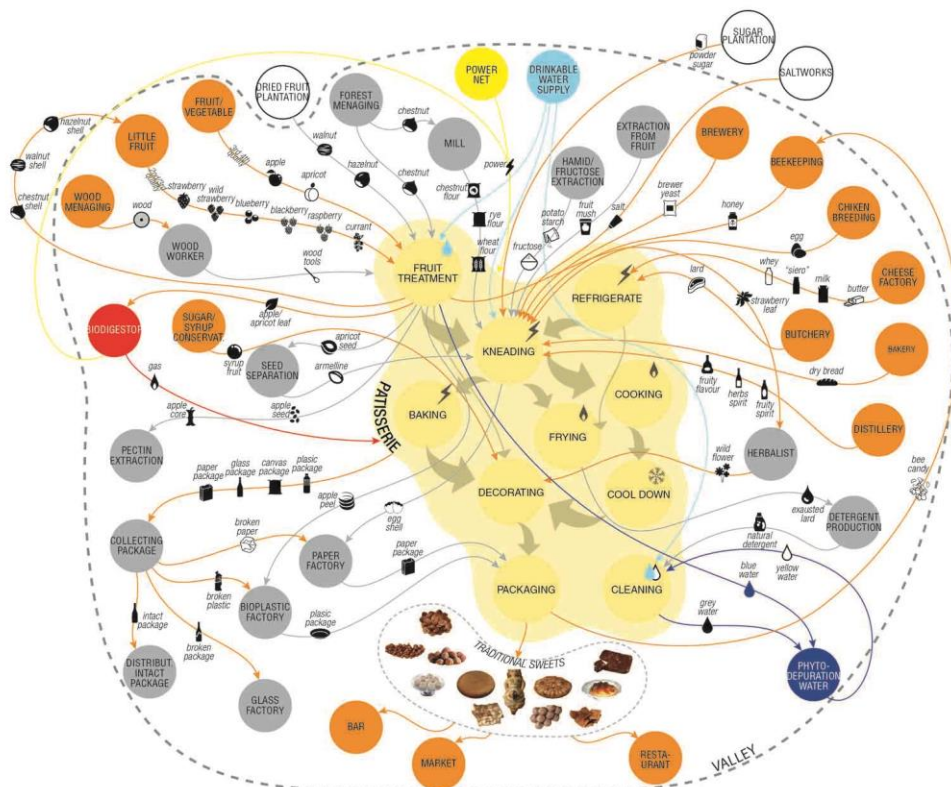 SUGAR
PLANTATION
powder
sugar
SALTWORKS
POWER
NET
DRINKABLE
WATER
SUPPLY
DRIED FRUIT
PLANTATION
FOREST
MENAGING
FRUIT/
VEGETABLE
hazelnut
shell
LITTLE
FRUIT
walnut
shell
chestnut
shell
WOOD
MENAGING
wood
WOOD
WORKER
wood
tools
strawberry
wild
strawberry
blueberry
blackberry
raspberry
currant
apple
apricot
walnut
hazelnut
chestnut
chestnut
MILL
chestnut
flour
rye
flour
wheat
flour
power
HAMID/
FRUCTOSE
EXTRACTION
EXTRACTION
FROM
FRUIT
potato
starch
fruit
mush
salt
fructose
BREWERY
brewer
yeast
BEEKEEPING
honey
CHIKEN
BREEDING
egg
whey
"siero"
milk
butter
CHEESE
FACTORY
lard
strawberry
leaf
BUTCHERY
BAKERY
dry bread
FRUIT
TREATMENT
REFRIGERATE
KNEADING
COOKING
BAKING
FRYING
PATISSERIE
DECORATING
COOL DOWN
PACKAGING
CLEANING
BIODIGESTOR
gas
SUGAR/
SYRUP
CONSERVAT.
syrup
fruit
apple/
apricot leaf
apricot
seed
SEED
SEPARATION
armelline
apple
core
apple
seed
PECTIN
EXTRACTION
paper
package
glass
package
canvas
package
plasic
package
apple
peel
egg
shell
COLLECTING
PACKAGE
broken
paper
PAPER
FACTORY
paper
package
broken
plastic
BIOPLASTIC
FACTORY
plasic
package
intact
package
broken
package
DISTRIBUT.
INTACT
PACKAGE
GLASS
FACTORY
fruity
flavour
herbs
spirit
fruity
spirit
DISTILLERY
wild
flower
HERBALIST
bee
candy
exausted
lard
DETERGENT
PRODUCTION
natural
detergent
yellow
water
blue
water
grey
water
PHYTO-
DEPURATION
WATER
TRADITIONAL SWEETS
BAR
MARKET
RESTA-
URANT
VALLEY